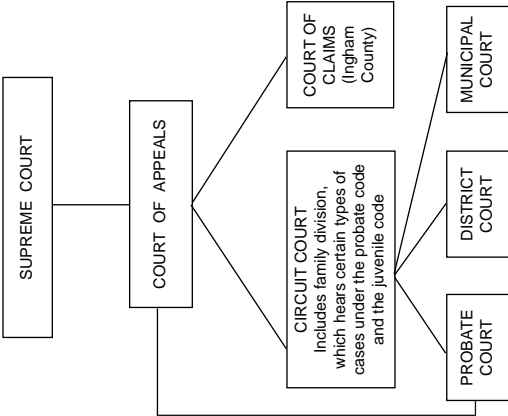 SUPREME COURT
COURT OF APPEALS
CIRCUIT COURT
Includes family division,
which hears certain types of
cases under the probate code
and the juvenile code
COURT OF
CLAIMS
(Ingham
County)
PROBATE
COURT
DISTRICT
COURT
MUNICIPAL
COURT